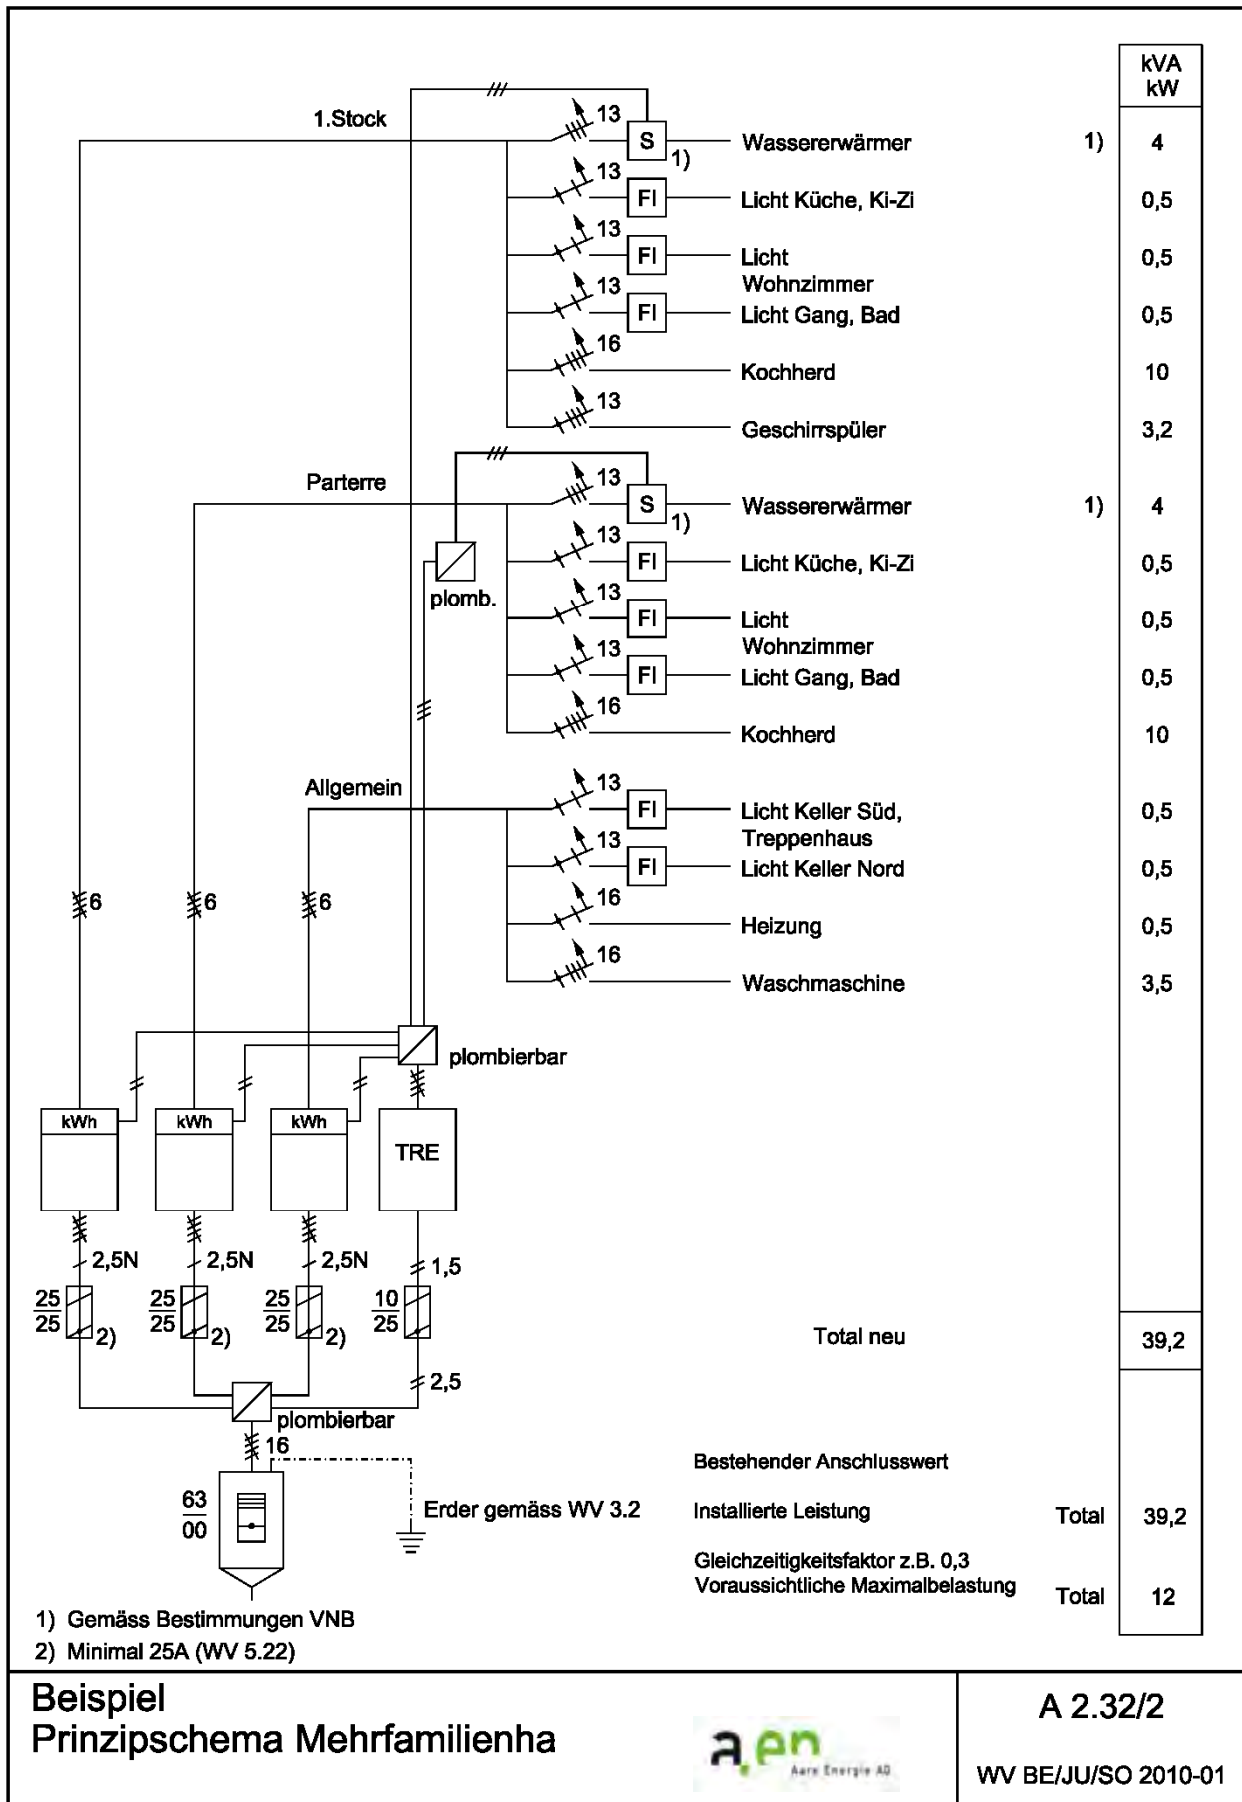 kVA
kW
1.Stock
13
S
1)
Wassererwärmer
1)
4
13
FI
Licht Küche, Ki-Zi
0,5
13
FI
Licht
Wohnzimmer
0,5
13
FI
Licht Gang, Bad
0,5
16
Kochherd
10
13
Geschirrspüler
3,2
Parterre
13
S
1)
Wassererwärmer
1)
4
plomb.
13
FI
Licht Küche, Ki-Zi
0,5
13
FI
Licht
Wohnzimmer
0,5
13
FI
Licht Gang, Bad
0,5
16
Kochherd
10
Allgemein
13
FI
Licht Keller Süd,
Treppenhaus
0,5
13
FI
Licht Keller Nord
0,5
6
6
6
16
Heizung
0,5
16
Waschmaschine
3,5
plombierbar
kWh
kWh
kWh
TRE
2,5N
2,5N
2,5N
1,5
25
25
2)
25
25
2)
25
25
2)
10
25
Total neu
39,2
2,5
plombierbar
16
63
00
Erder gemäss WV 3.2
Bestehender Anschlusswert
Installierte Leistung
Total
39,2
Gleichzeitigkeitsfaktor z.B. 0,3
Voraussichtliche Maximalbelastung
Total
12
1) Gemäss Bestimmungen VNB
2) Minimal 25A (WV 5.22)
Beispiel
Prinzipschema Mehrfamilienha
a.en
Aare Energie AG
A 2.32/2
WV BE/JU/SO 2010-01